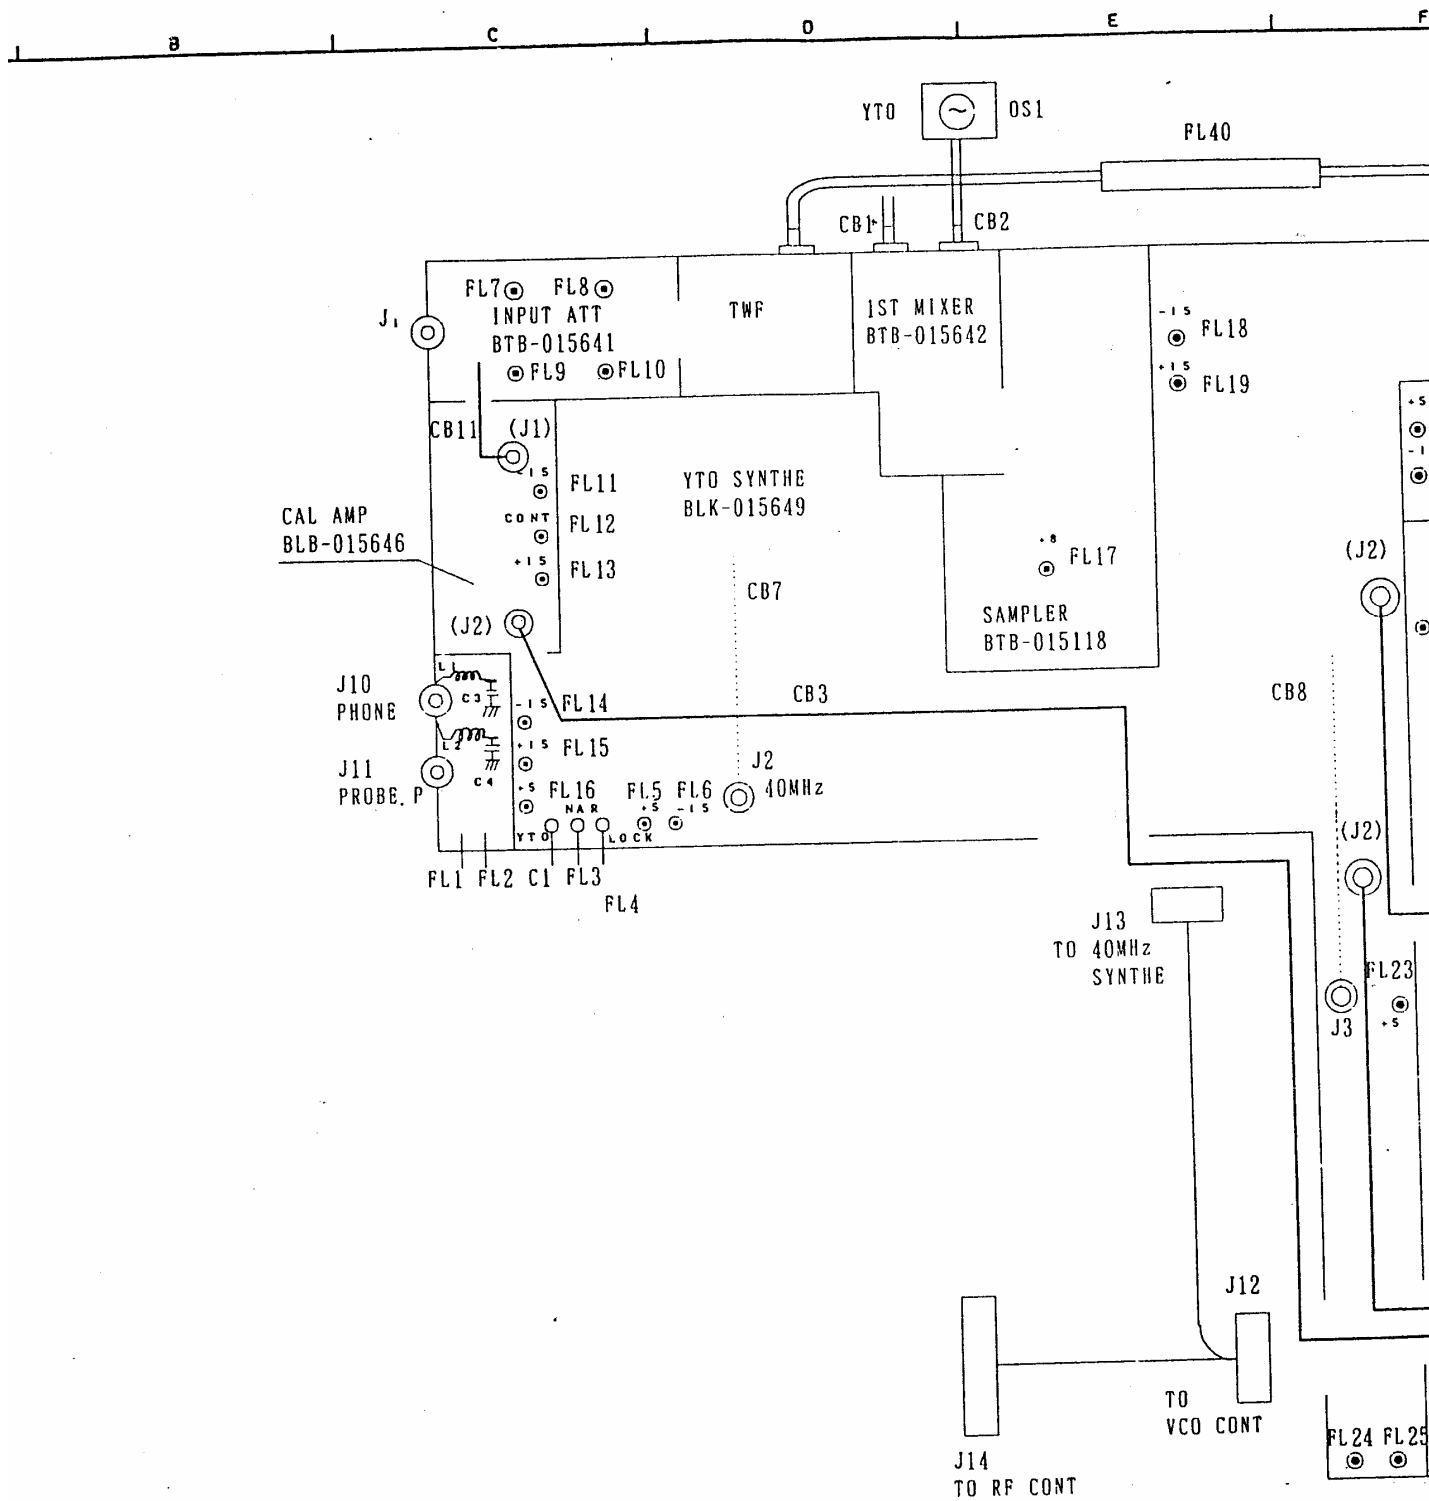 B C D E F
YTO OS1
FL40
CB1 CB2
FL7 FL8
J1
INPUT ATT
BTB-015641
FL9 FL10
TWF
1ST MIXER
BTB-015642
-15
FL18
+15
FL19
CB11 (J1)
-15
FL11
CONT
FL12
+15
FL13
CAL AMP
BLB-015646
(J2)
YTO SYNTHE
BLK-015649
CB7
+8
FL17
SAMPLER
BTB-015118
+5
-1
(J2)
CB8
L1
C3
J10
PHONE
-15
FL14
CB3
L2
C4
+15
FL15
J11
PROBE.P
+5
FL16
NAR
YTO LOCK
FL5 FL6
+5 -15
J2
40MHz
(J2)
FL1 FL2 C1 FL3
FL4
J13
TO 40MHz
SYNTHE
FL23
+5
J3
J12
TO
VCO CONT
J14
TO RF CONT
FL24 FL25